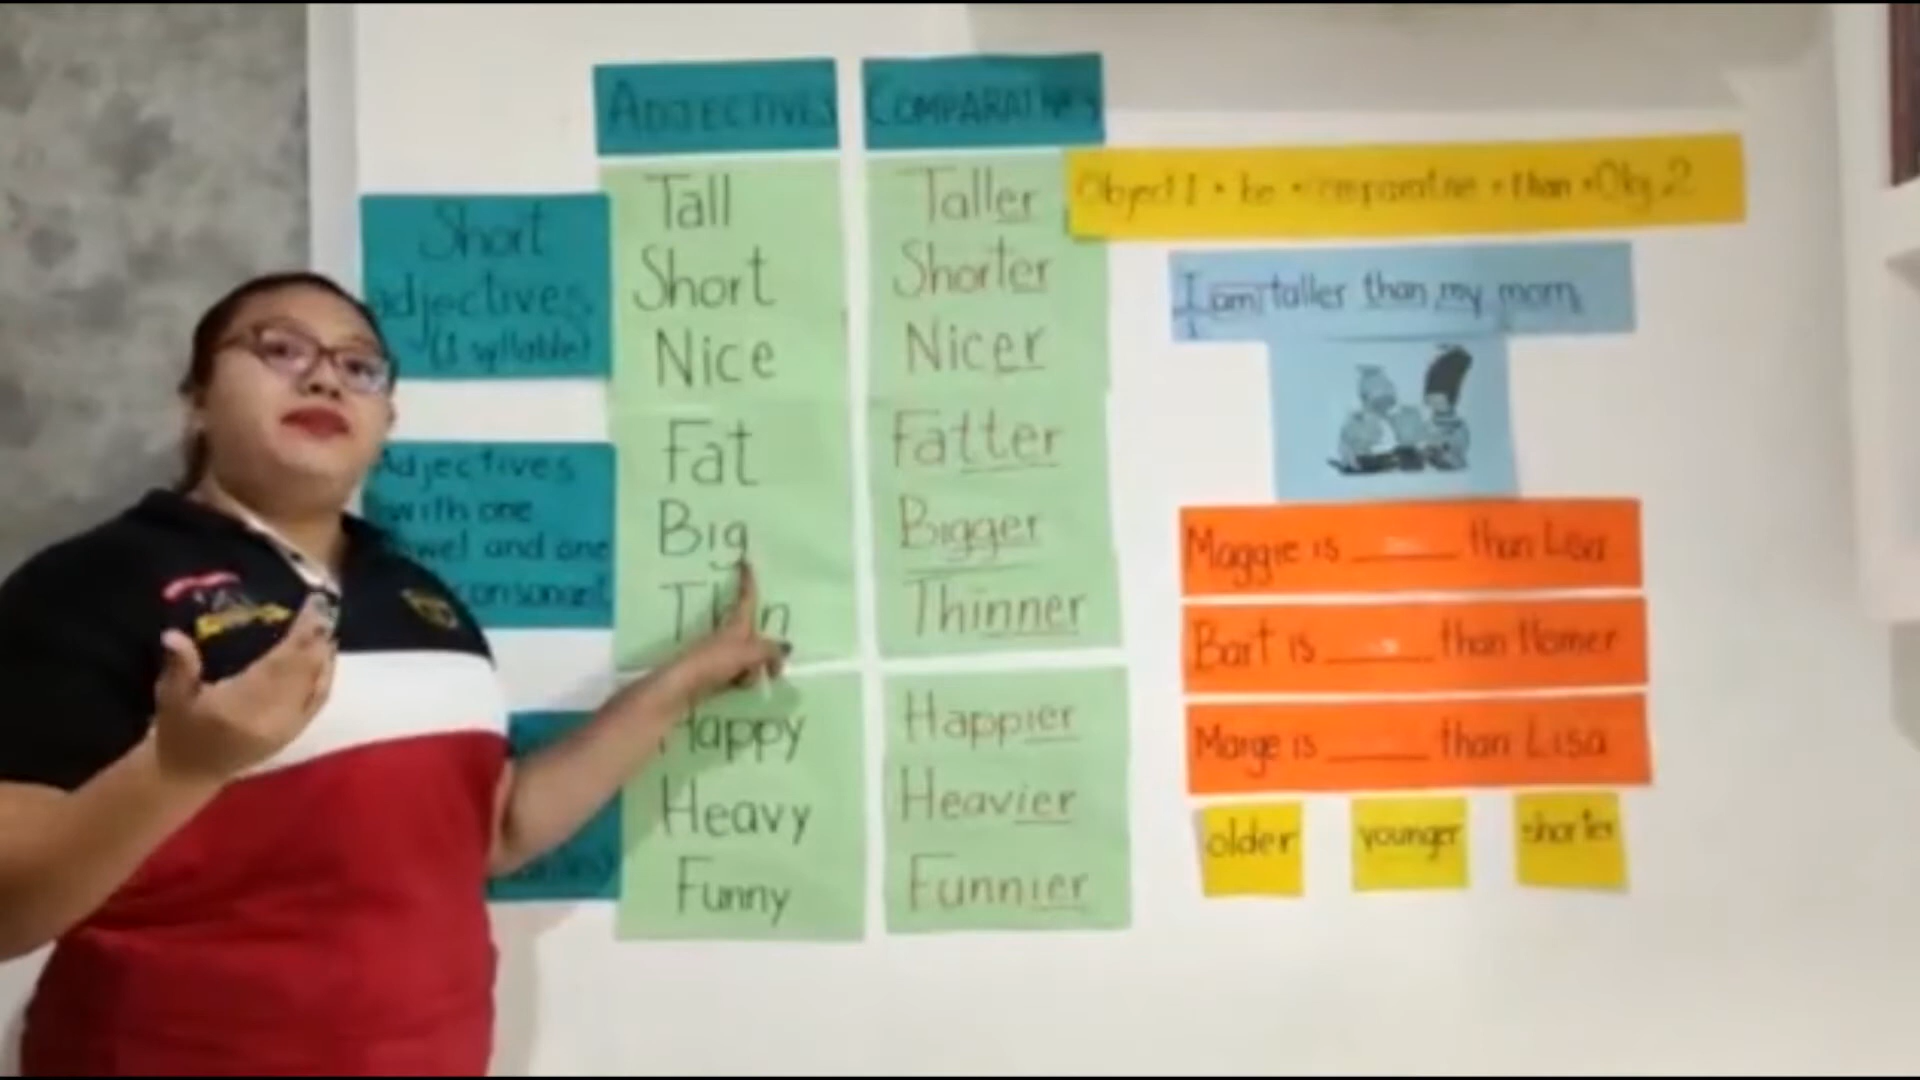 ADJECTIVES
COMPARATIVES
Short
adjectives
(1 syllable)
Tall
Short
Nice
Taller
Shorter
Nicer
Adjectives
with one
vowel and one
consonant
Fat
Big
Thin
Fatter
Bigger
Thinner
Happy
Heavy
Funny
Happier
Heavier
Funnier
Object 1 + be + comparative + than + Obj 2
I am taller than my mom.
Maggie is ____ than Lisa
Bart is ____ than Homer
Marge is ____ than Lisa
older
younger
shorter